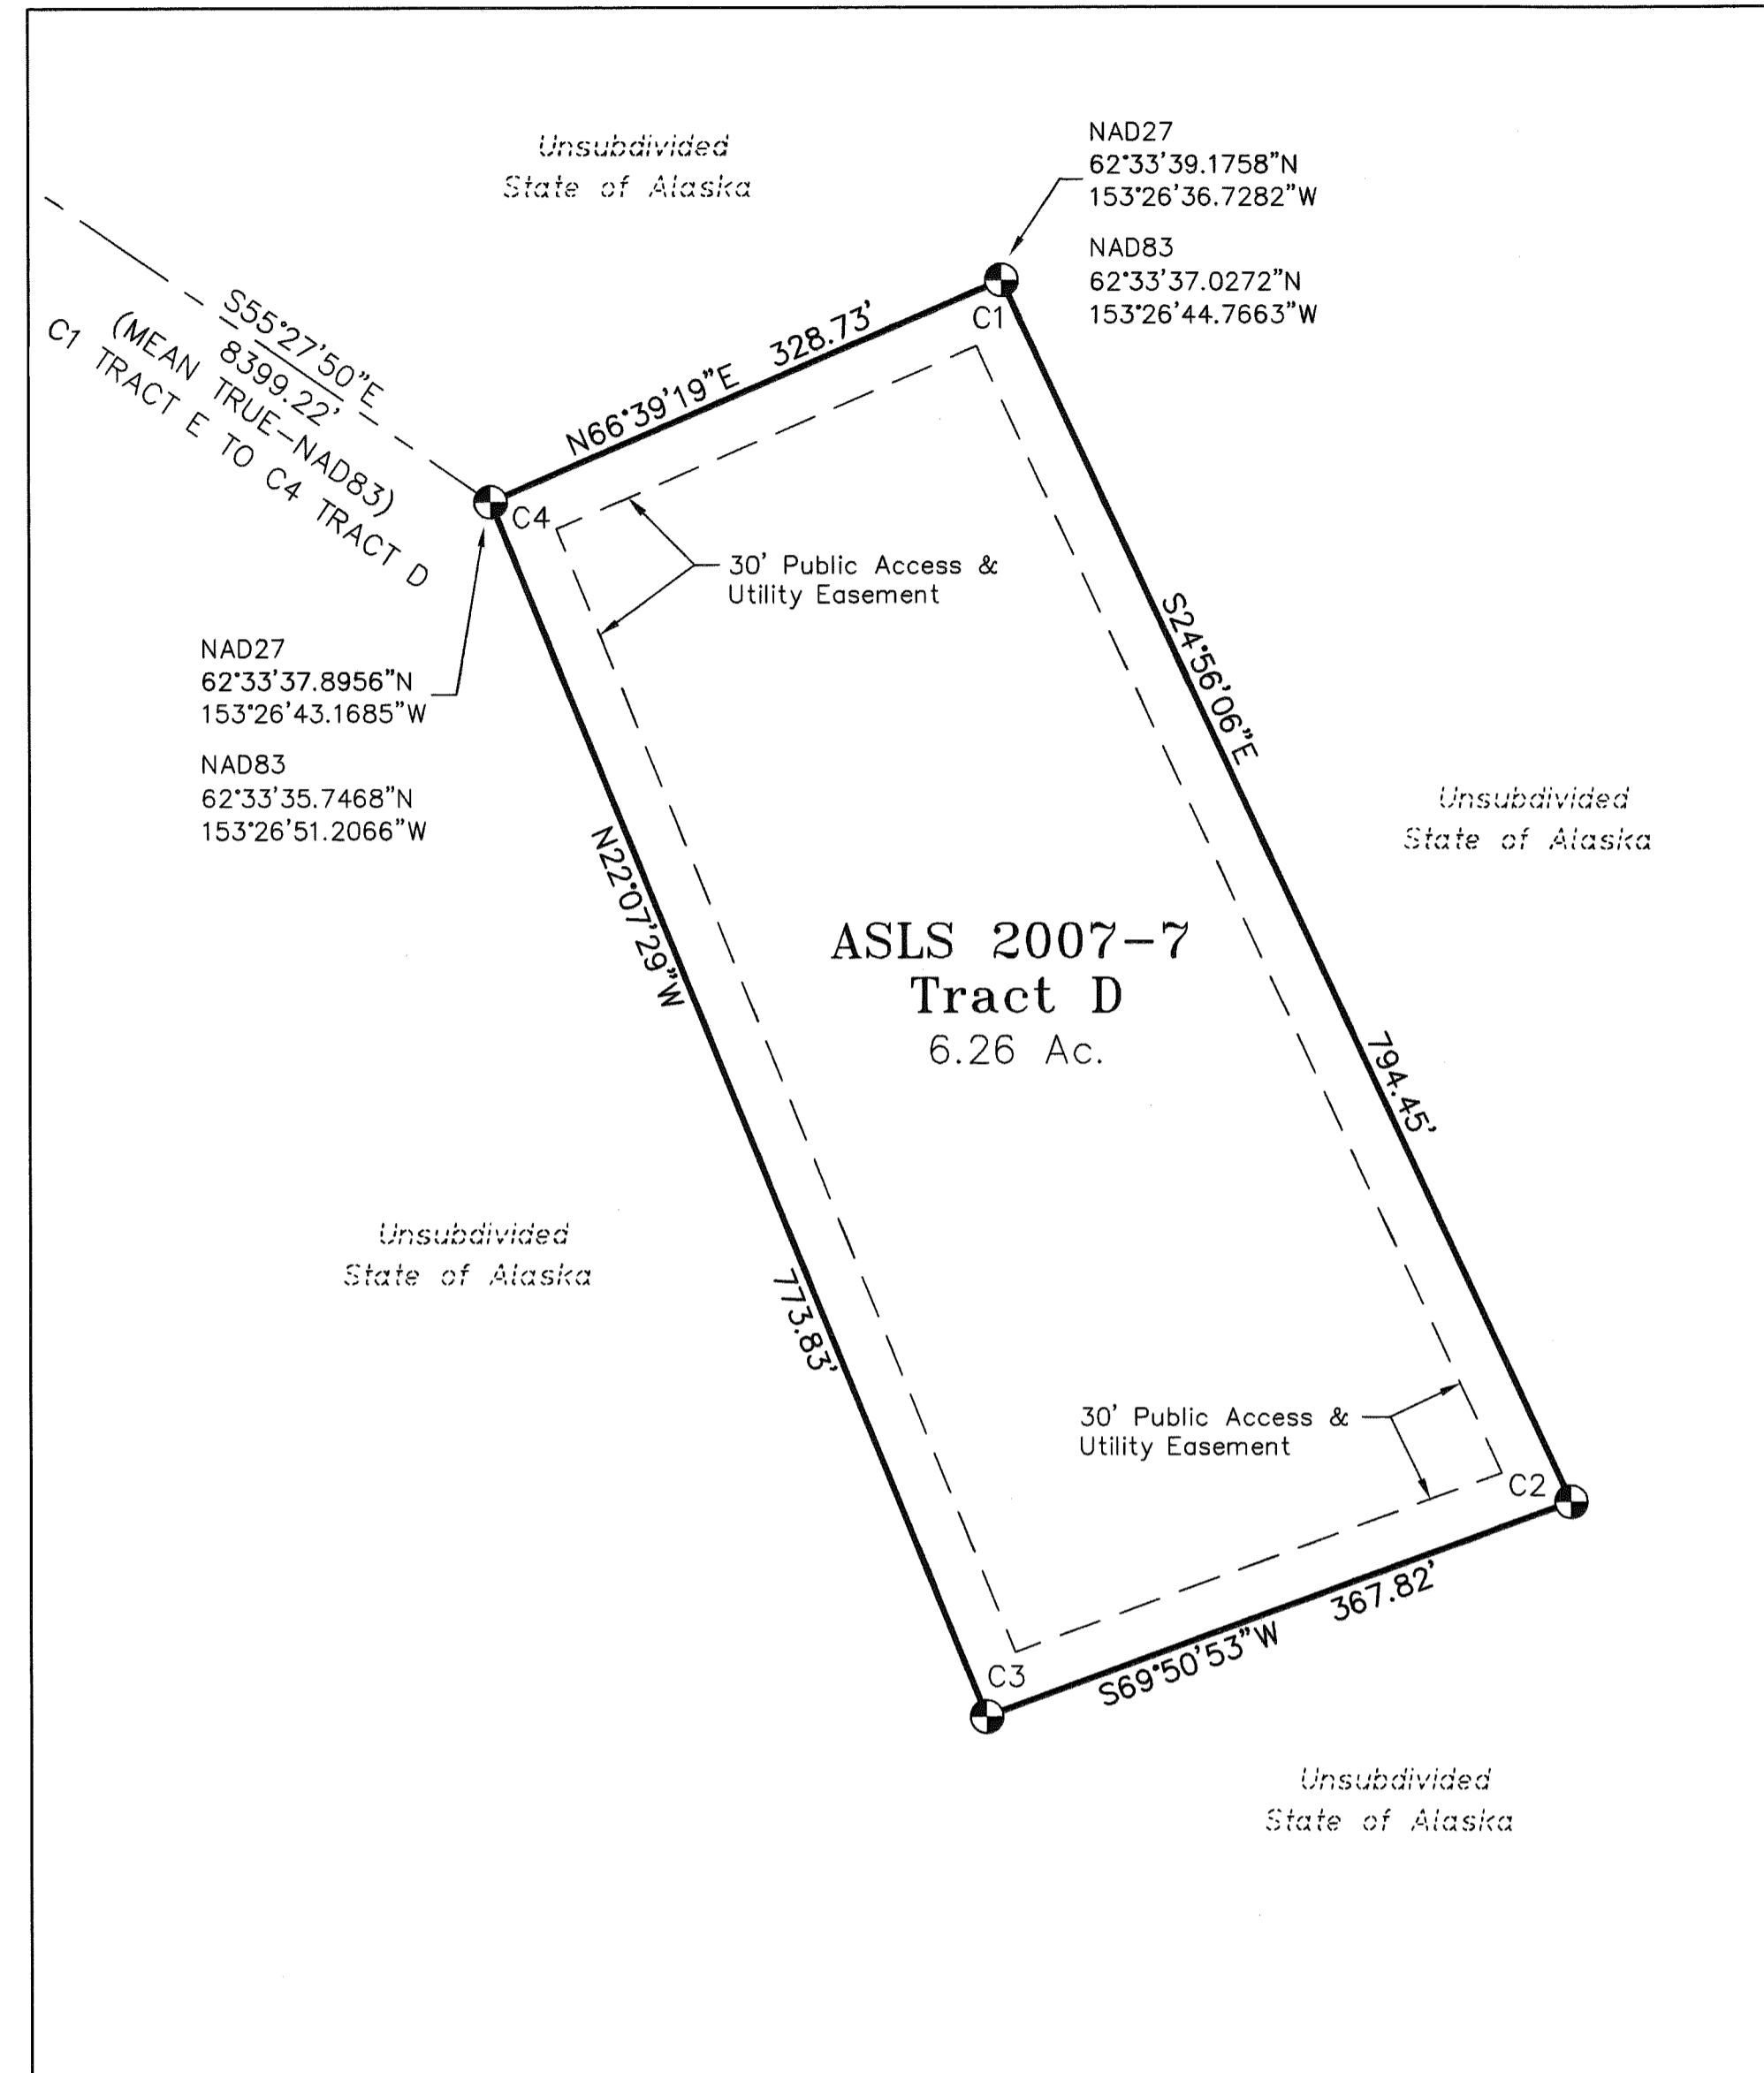 Unsubdivided
State of Alaska
NAD27
62°33'39.1758"N
153°26'36.7282"W
NAD83
62°33'37.0272"N
153°26'44.7663"W
C1
S55°27'50"E
8399.22'
(MEAN TRUE-NAD83)
C1 TRACT E TO C4 TRACT D
N66°39'19"E 328.73'
C4
30' Public Access &
Utility Easement
NAD27
62°33'37.8956"N
153°26'43.1685"W
NAD83
62°33'35.7468"N
153°26'51.2066"W
S24°56'06"E
794.45'
Unsubdivided
State of Alaska
N22°07'29"W
773.83'
ASLS 2007-7
Tract D
6.26 Ac.
Unsubdivided
State of Alaska
30' Public Access &
Utility Easement
C2
C3
S69°50'53"W 367.82'
Unsubdivided
State of Alaska